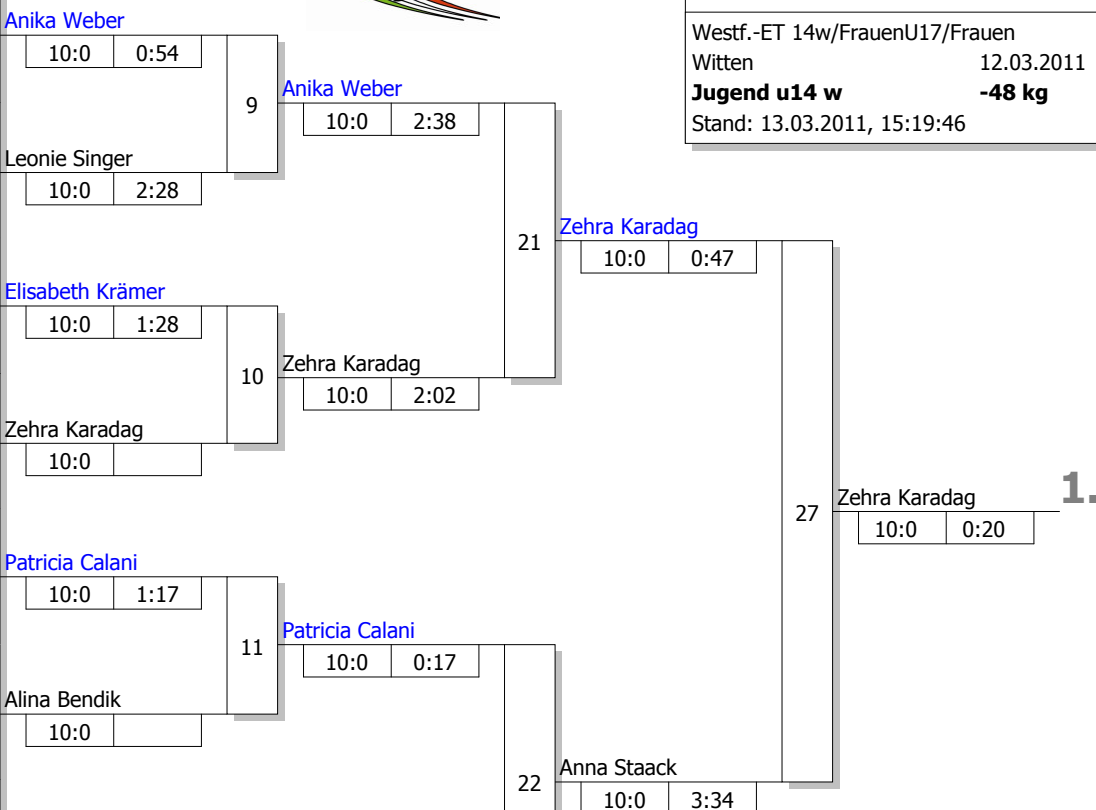 Westf.-ET 14w/FrauenU17/Frauen
Witten 12.03.2011
Jugend u14 w -48 kg
Stand: 13.03.2011, 15:19:46
Anika Weber
10:0 0:54
9
Anika Weber
10:0 2:38
Leonie Singer
10:0 2:28
21
Zehra Karadag
10:0 0:47
Elisabeth Krämer
10:0 1:28
10
Zehra Karadag
10:0 2:02
Zehra Karadag
10:0
27
Zehra Karadag
1.
10:0 0:20
Patricia Calani
10:0 1:17
11
Patricia Calani
10:0 0:17
Alina Bendik
10:0
22
Anna Staack
10:0 3:34